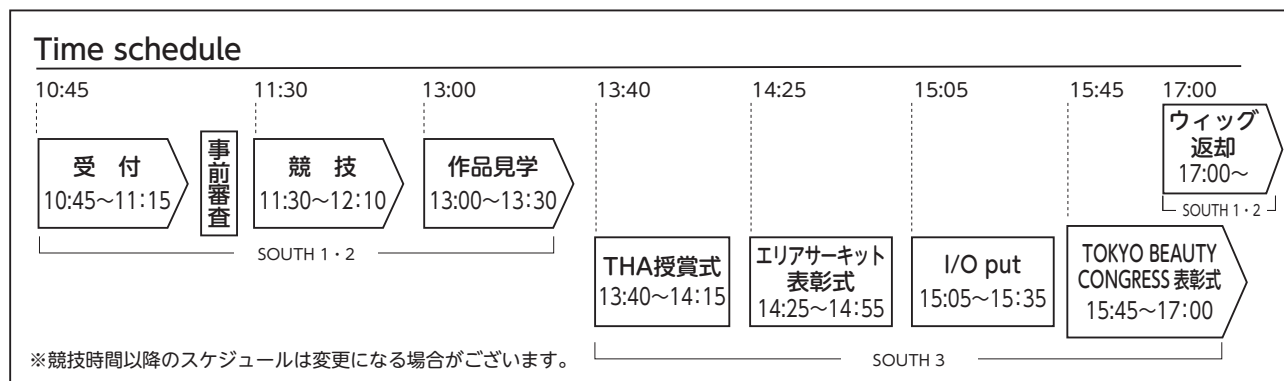 Time schedule
10:45 11:30 13:00 13:40 14:25 15:05 15:45 17:00
受 付
10:45〜11:15
事前審査
競 技
11:30〜12:10
作品見学
13:00〜13:30
SOUTH 1・2
THA授賞式
13:40〜14:15
エリアサーキット
表彰式
14:25〜14:55
I/O put
15:05〜15:35
TOKYO BEAUTY
CONGRESS 表彰式
15:45〜17:00
SOUTH 3
ウィッグ
返却
17:00〜
SOUTH 1・2
※競技時間以降のスケジュールは変更になる場合がございます。